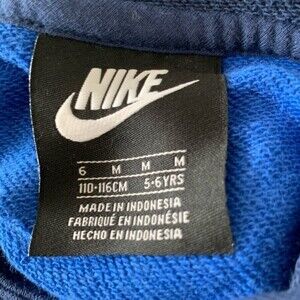 NIKE
6 M M M
110-116CM 5-6YRS
MADE IN INDONESIA
FABRIQUÉ EN INDONÉSIE
HECHO EN INDONESIA